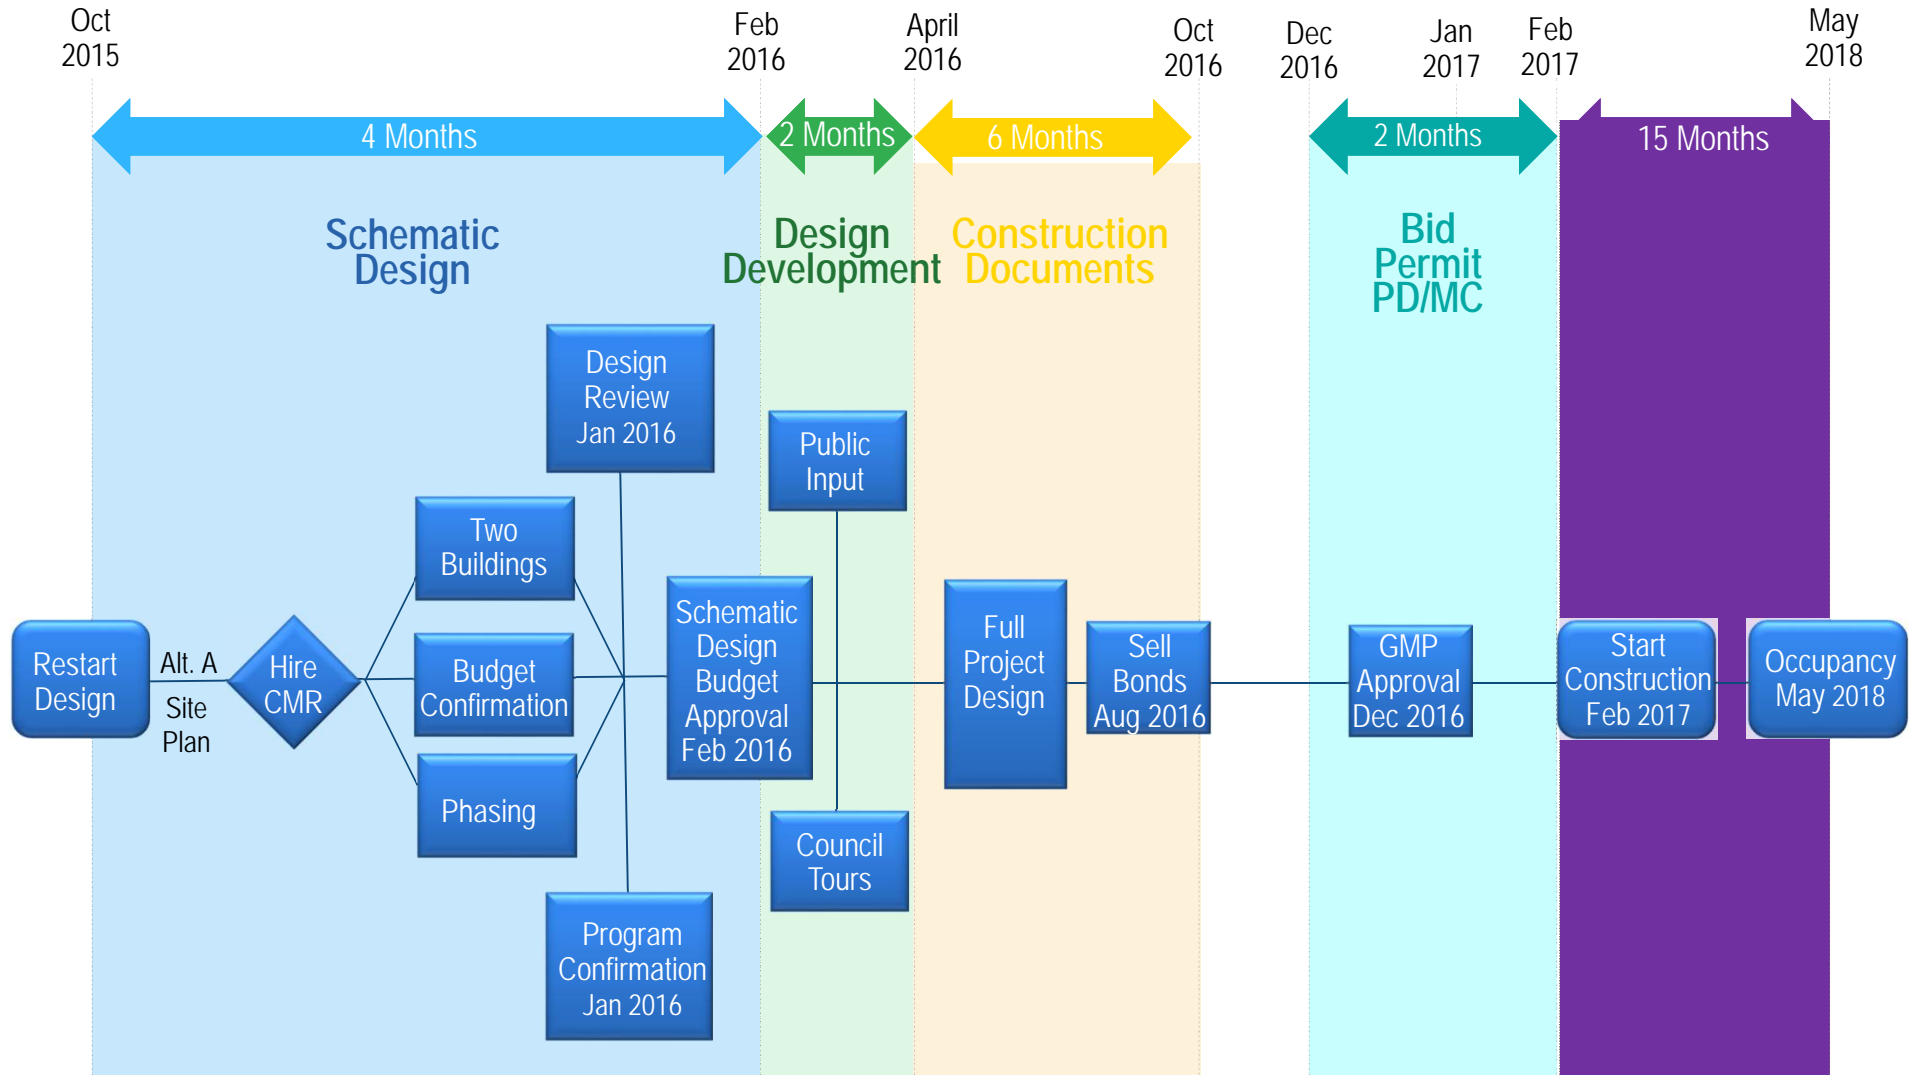 Oct
2015
Feb
2016
April
2016
Oct
2016
Dec
2016
Jan
2017
Feb
2017
May
2018
4 Months
2 Months
6 Months
2 Months
15 Months
Schematic
Design
Design
Development
Construction
Documents
Bid
Permit
PD/MC
Restart
Design
Alt. A
Site
Plan
Hire
CMR
Two
Buildings
Budget
Confirmation
Phasing
Design
Review
Jan 2016
Program
Confirmation
Jan 2016
Schematic
Design
Budget
Approval
Feb 2016
Public
Input
Council
Tours
Full
Project
Design
Sell
Bonds
Aug 2016
GMP
Approval
Dec 2016
Start
Construction
Feb 2017
Occupancy
May 2018